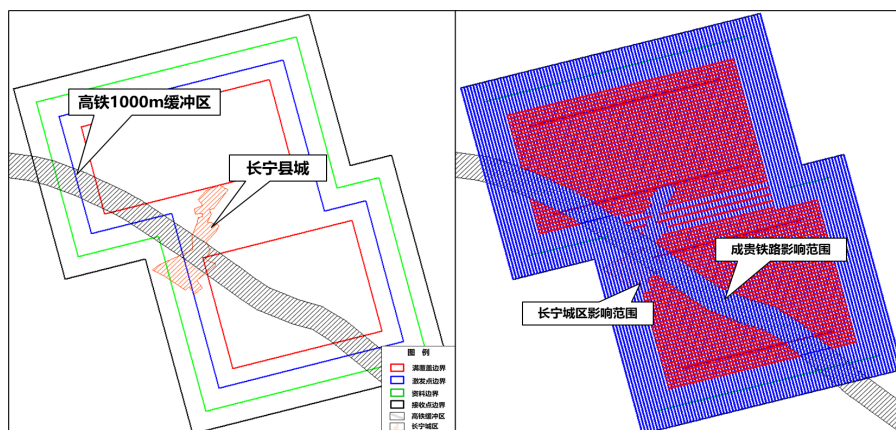 高铁1000m缓冲区
长宁县城
图 例
满覆盖边界
激发点边界
资料边界
接收点边界
高铁缓冲区
长宁城区
成贵铁路影响范围
长宁城区影响范围